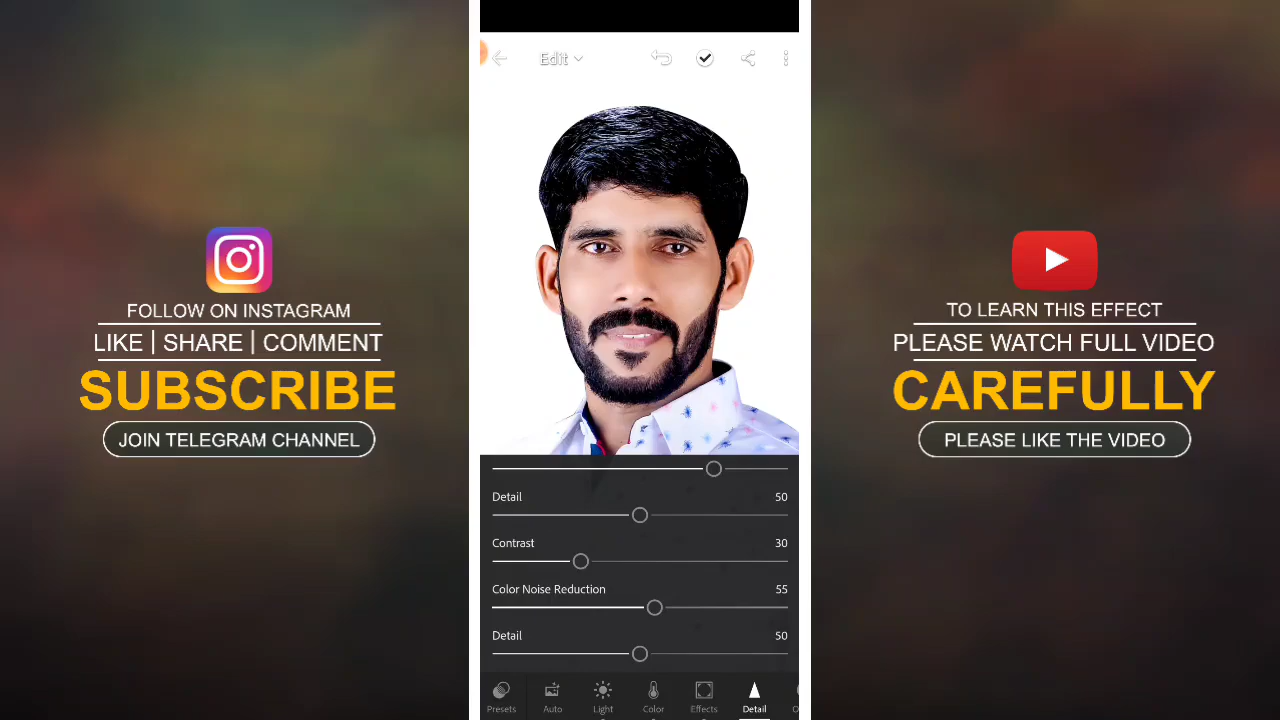 FOLLOW ON INSTAGRAM
LIKE | SHARE | COMMENT
SUBSCRIBE
JOIN TELEGRAM CHANNEL
Edit
Detail 50
Contrast 30
Color Noise Reduction 55
Detail 50
Presets Auto Light Color Effects Detail
TO LEARN THIS EFFECT
PLEASE WATCH FULL VIDEO
CAREFULLY
PLEASE LIKE THE VIDEO